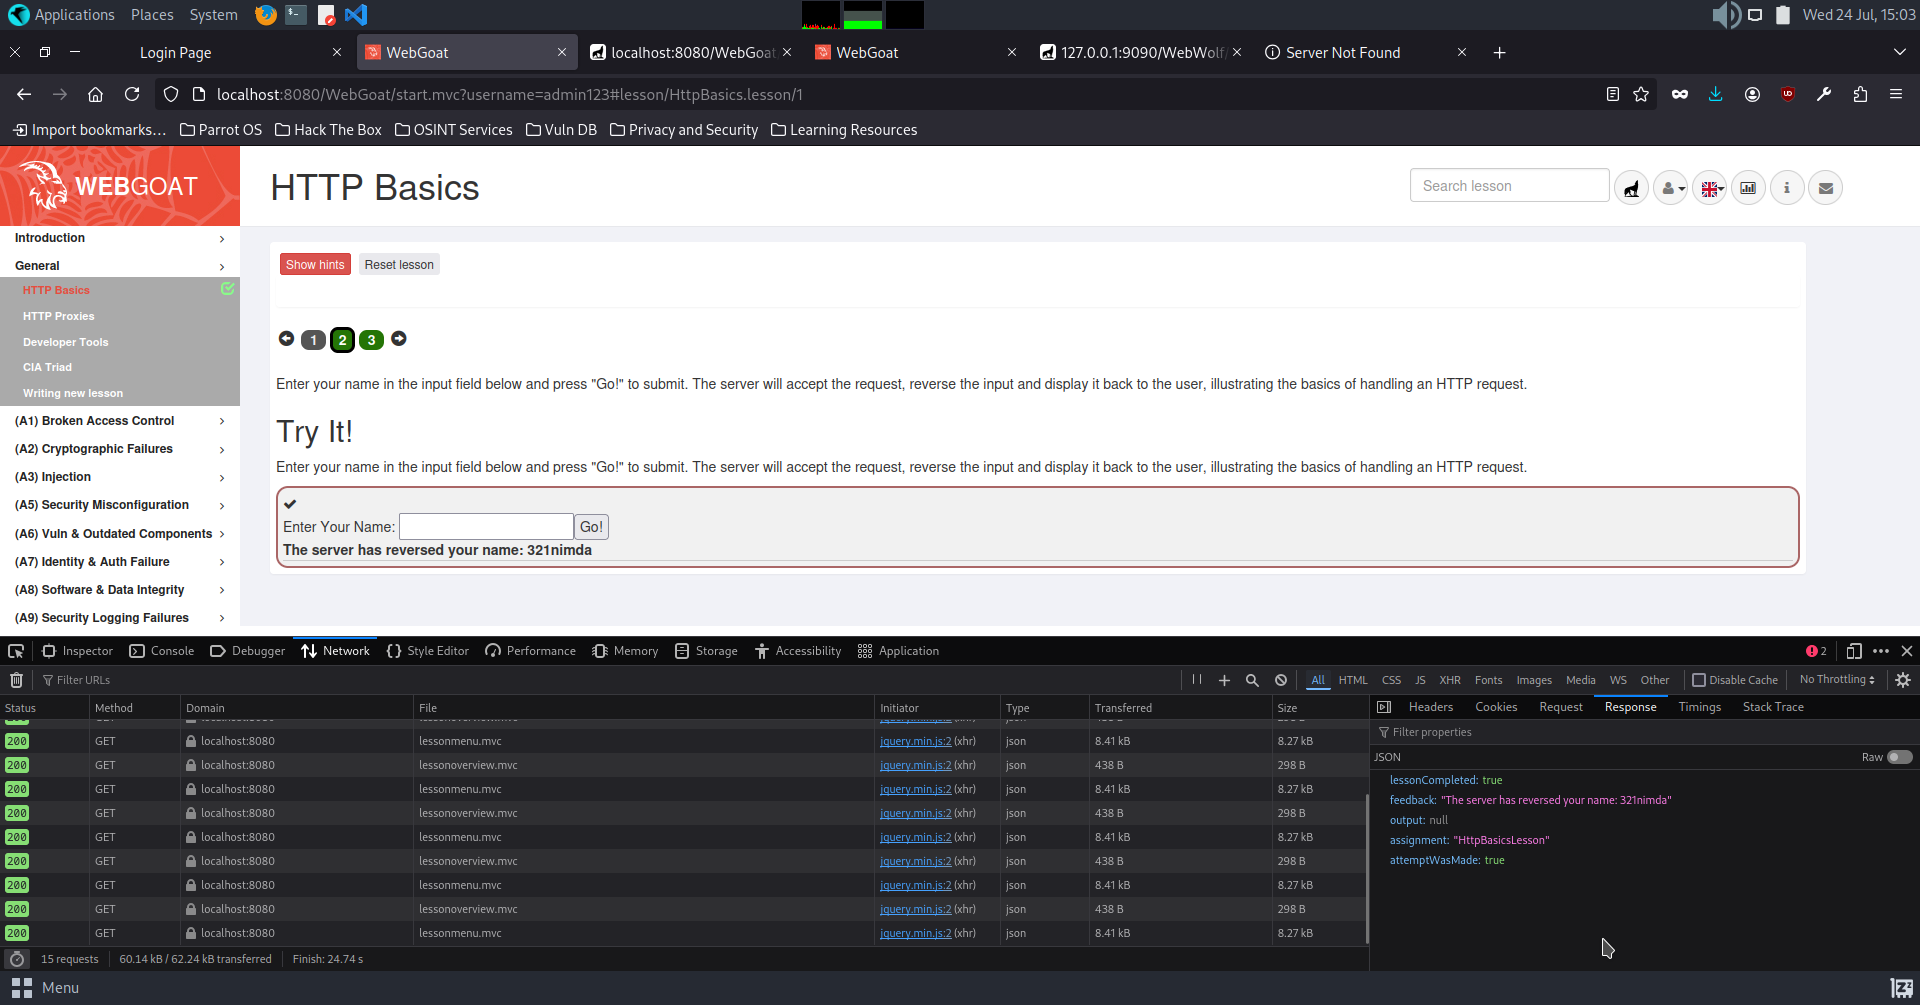 Applications Places System Wed 24 Jul, 15:03
Login Page WebGoat localhost:8080/WebGoat WebGoat 127.0.0.1:9090/WebWolf/ Server Not Found
localhost:8080/WebGoat/start.mvc?username=admin123#lesson/HttpBasics.lesson/1
Import bookmarks... Parrot OS Hack The Box OSINT Services Vuln DB Privacy and Security Learning Resources
WEBGOAT
HTTP Basics
Search lesson
Introduction
General
HTTP Basics
HTTP Proxies
Developer Tools
CIA Triad
Writing new lesson
(A1) Broken Access Control
(A2) Cryptographic Failures
(A3) Injection
(A5) Security Misconfiguration
(A6) Vuln & Outdated Components
(A7) Identity & Auth Failure
(A8) Software & Data Integrity
(A9) Security Logging Failures
Show hints Reset lesson
1 2 3
Enter your name in the input field below and press "Go!" to submit. The server will accept the request, reverse the input and display it back to the user, illustrating the basics of handling an HTTP request.
Try It!
Enter your name in the input field below and press "Go!" to submit. The server will accept the request, reverse the input and display it back to the user, illustrating the basics of handling an HTTP request.
Enter Your Name: Go!
The server has reversed your name: 321nimda
Inspector Console Debugger Network Style Editor Performance Memory Storage Accessibility Application 2
Filter URLs All HTML CSS JS XHR Fonts Images Media WS Other Disable Cache No Throttling
Status Method Domain File Initiator Type Transferred Size
200 GET localhost:8080 lessonmenu.mvc jquery.min.js:2 (xhr) json 8.41 kB 8.27 kB
200 GET localhost:8080 lessonoverview.mvc jquery.min.js:2 (xhr) json 438 B 298 B
200 GET localhost:8080 lessonmenu.mvc jquery.min.js:2 (xhr) json 8.41 kB 8.27 kB
200 GET localhost:8080 lessonoverview.mvc jquery.min.js:2 (xhr) json 438 B 298 B
200 GET localhost:8080 lessonmenu.mvc jquery.min.js:2 (xhr) json 8.41 kB 8.27 kB
200 GET localhost:8080 lessonoverview.mvc jquery.min.js:2 (xhr) json 438 B 298 B
200 GET localhost:8080 lessonmenu.mvc jquery.min.js:2 (xhr) json 8.41 kB 8.27 kB
200 GET localhost:8080 lessonoverview.mvc jquery.min.js:2 (xhr) json 438 B 298 B
200 GET localhost:8080 lessonmenu.mvc jquery.min.js:2 (xhr) json 8.41 kB 8.27 kB
15 requests 60.14 kB / 62.24 kB transferred Finish: 24.74 s
Headers Cookies Request Response Timings Stack Trace
Filter properties
JSON Raw
lessonCompleted: true
feedback: "The server has reversed your name: 321nimda"
output: null
assignment: "HttpBasicsLesson"
attemptWasMade: true
Menu